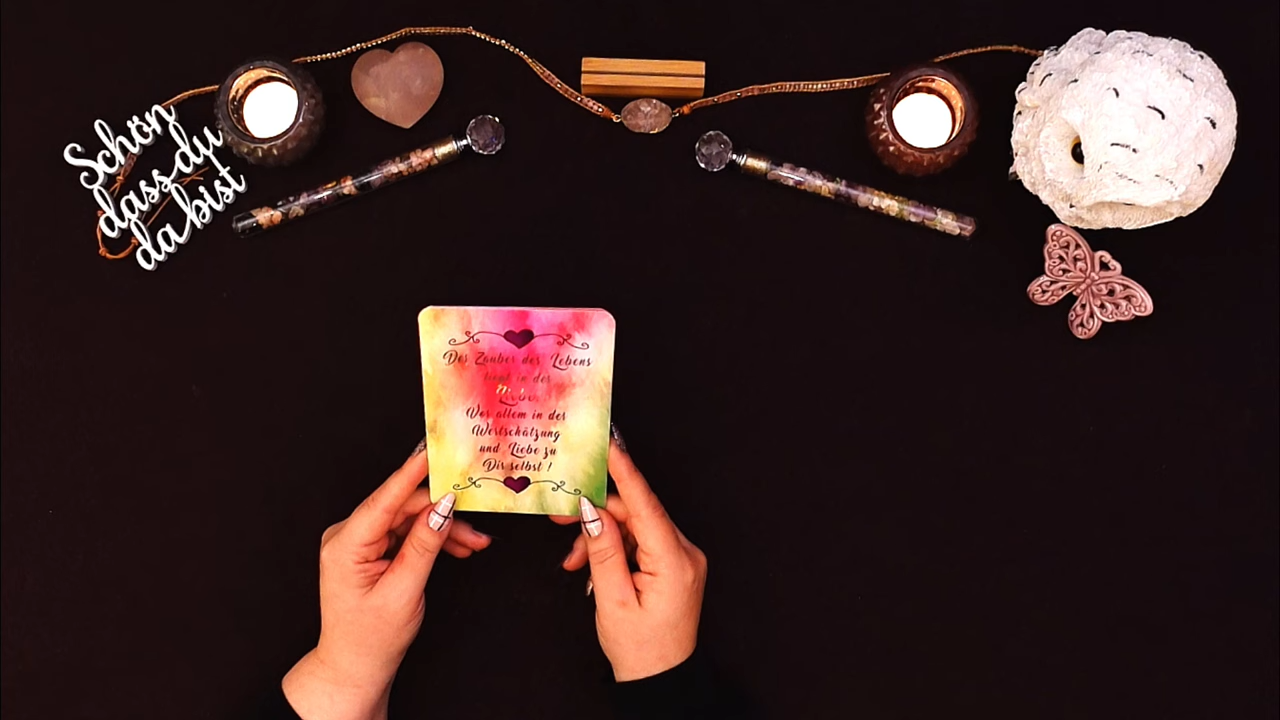 Schön
dass du
da bist
Der Zauber des Lebens
liegt in der
Liebe.
Vor allem in der
Wertschätzung
und Liebe zu
Dir selbst !